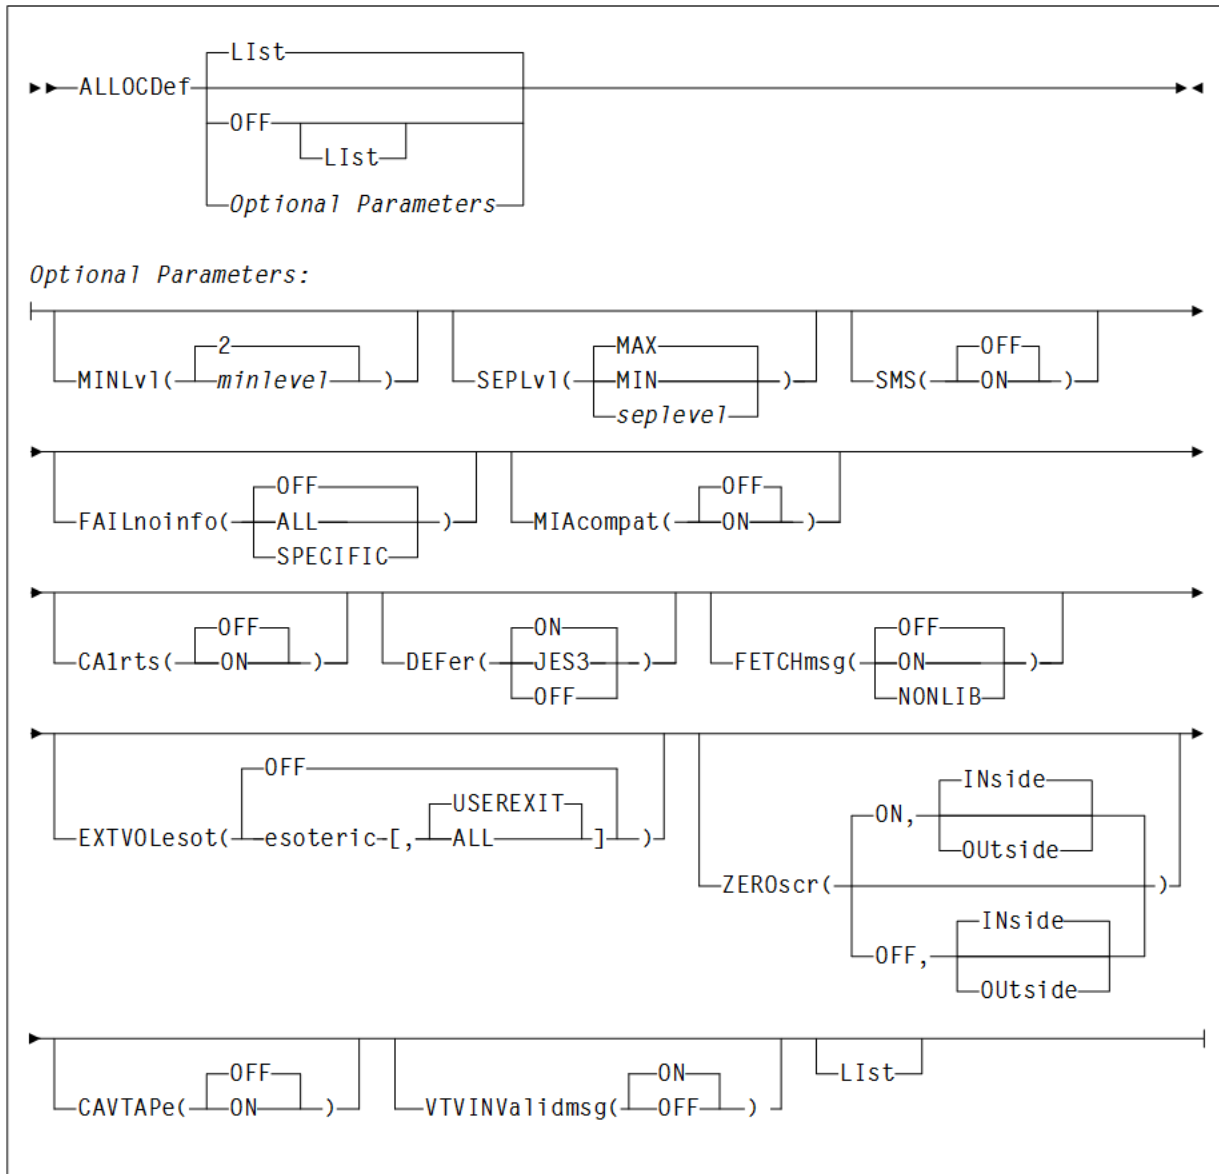 LIst
ALLOCDef
OFF
LIst
Optional Parameters
Optional Parameters:
2
MAX
OFF
MINLvl( minlevel ) SEPLvl( MIN ) SMS( ON )
seplevel
OFF
OFF
FAILnoinfo( ALL ) MIAcompat( ON )
SPECIFIC
OFF
ON
OFF
CA1rts( ON ) DEFer( JES3 ) FETCHmsg( ON )
OFF
NONLIB
OFF
INside
USEREXIT
ON,
EXTVOLesot( esoteric [, ALL ] )
OUtside
ZEROscr( )
INside
OFF,
OUtside
OFF
ON
LIst
CAVTAPe( ON ) VTVINValidmsg( OFF )